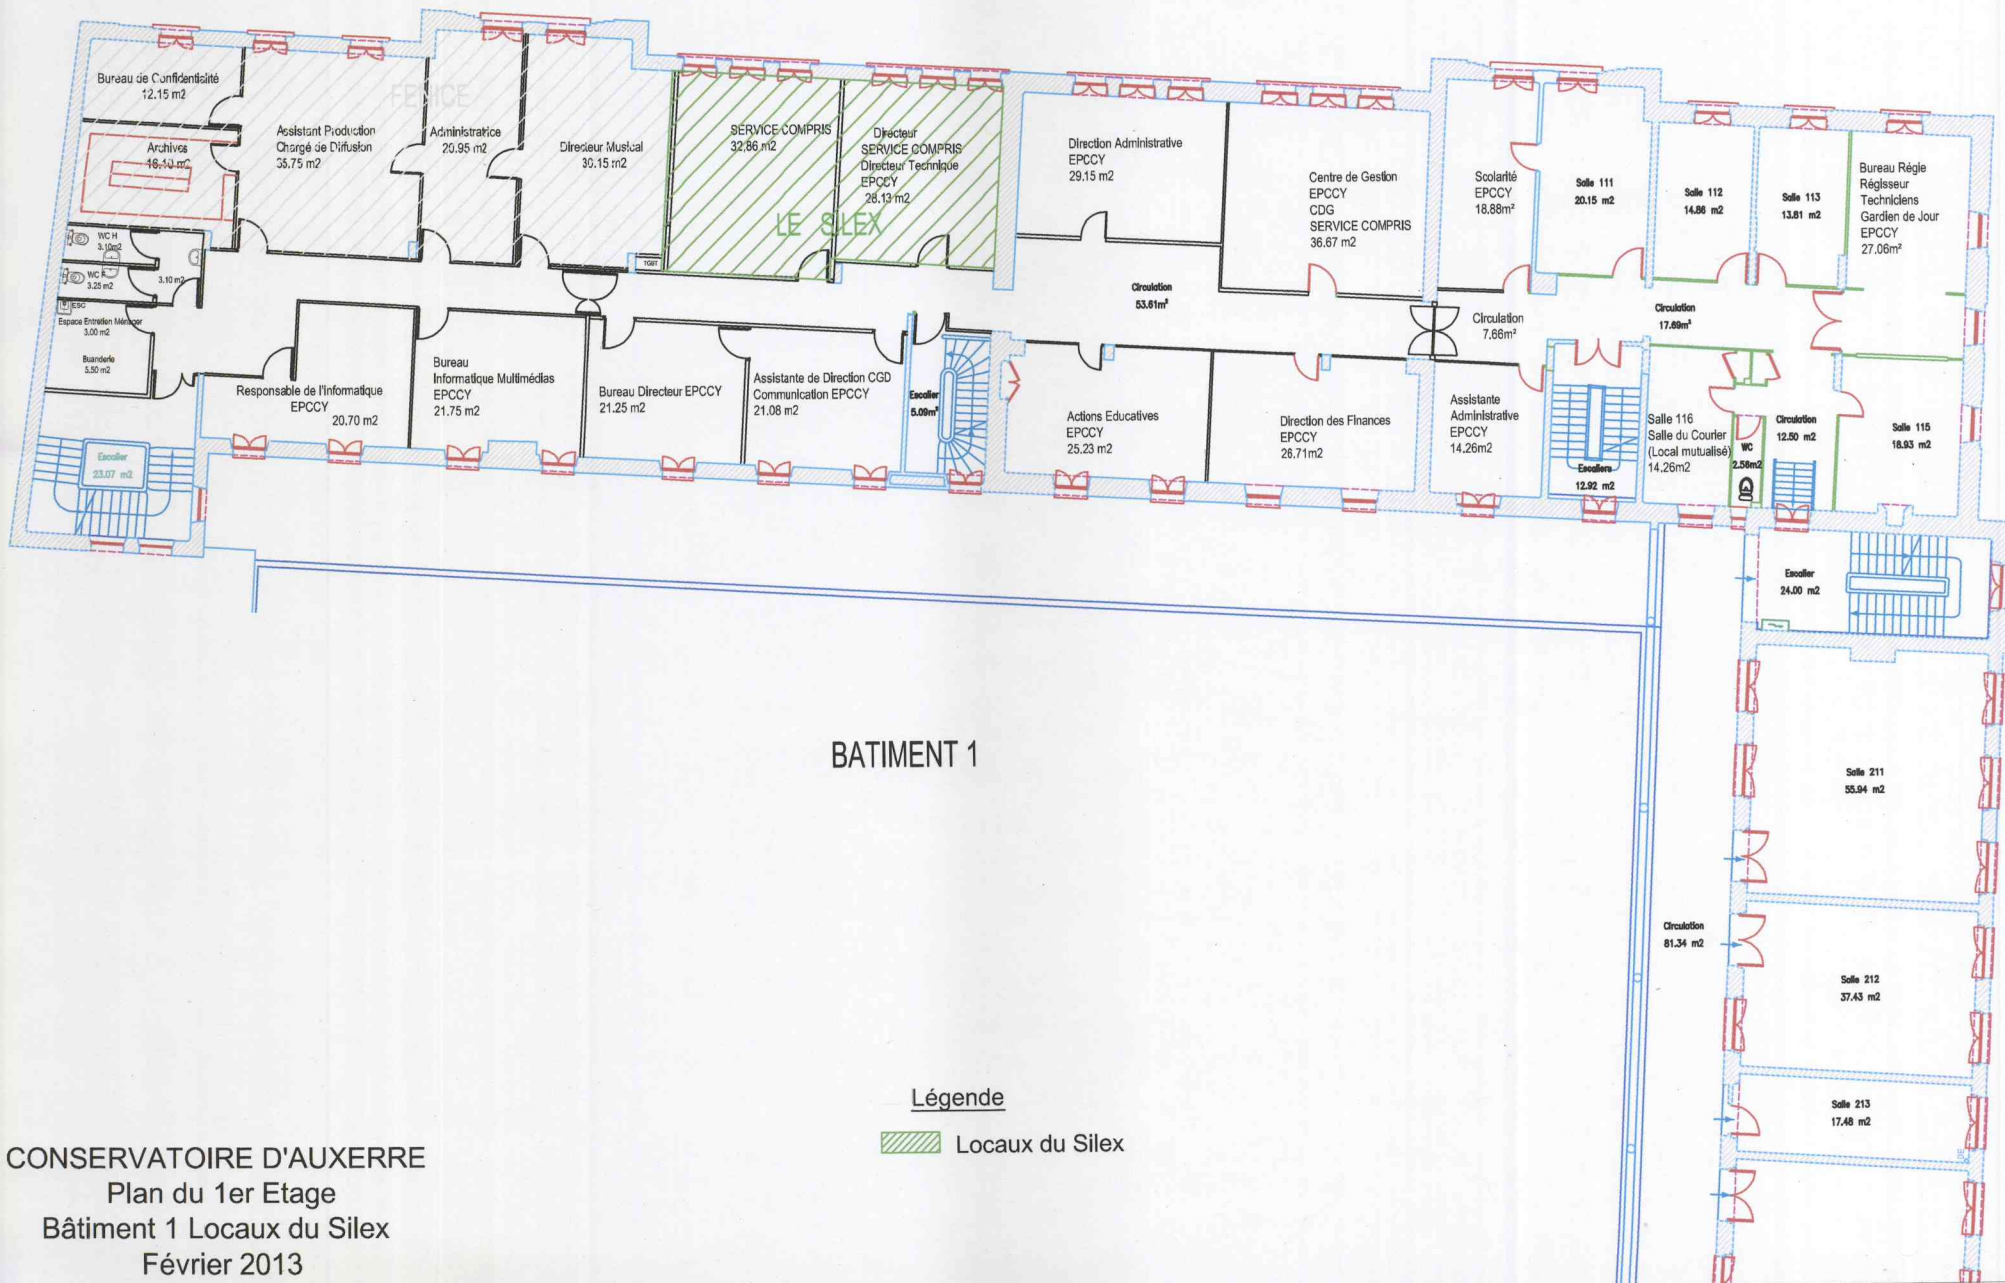 Bureau de Confidentialité
12.15 m2
Archives
16.10 m2
FENICE
Assistant Production
Chargé de Diffusion
35.75 m2
Administratrice
20.95 m2
Directeur Musical
30.15 m2
TGBT
SERVICE COMPRIS
32,86 m2
Directeur
SERVICE COMPRIS
Directeur Technique
EPCCY
28.13 m2
LE SILEX
Direction Administrative
EPCCY
29.15 m2
Centre de Gestion
EPCCY
CDG
SERVICE COMPRIS
36.67 m2
Scolarité
EPCCY
18.88m²
Salle 111
20.15 m2
Salle 112
14.86 m2
Salle 113
13.81 m2
Bureau Régie
Régisseur
Techniciens
Gardien de Jour
EPCCY
27.06m²
WC H
3.10m2
WC F
3.25 m2
3.10 m2
ESC
Espace Entretien Ménager
3.00 m2
Buanderie
5.50 m2
Circulation
53.61m²
Circulation
7.66m²
Circulation
17.69m²
Responsable de l'Informatique
EPCCY
20.70 m2
Bureau
Informatique Multimédias
EPCCY
21.75 m2
Bureau Directeur EPCCY
21.25 m2
Assistante de Direction CGD
Communication EPCCY
21.08 m2
Escalier
5.09m²
Actions Educatives
EPCCY
25.23 m2
Direction des Finances
EPCCY
26.71m2
Assistante
Administrative
EPCCY
14.26m2
Escaliers
12.92 m2
Salle 116
Salle du Courier
(Local mutualisé)
14.26m2
WC
2.58m2
Circulation
12.50 m2
Salle 115
18.93 m2
Escalier
23.07 m2
Escalier
24.00 m2
Salle 211
55.94 m2
BATIMENT 1
Circulation
81.34 m2
Salle 212
37.43 m2
Salle 213
17.48 m2
Légende
Locaux du Silex
CONSERVATOIRE D'AUXERRE
Plan du 1er Etage
Bâtiment 1 Locaux du Silex
Février 2013